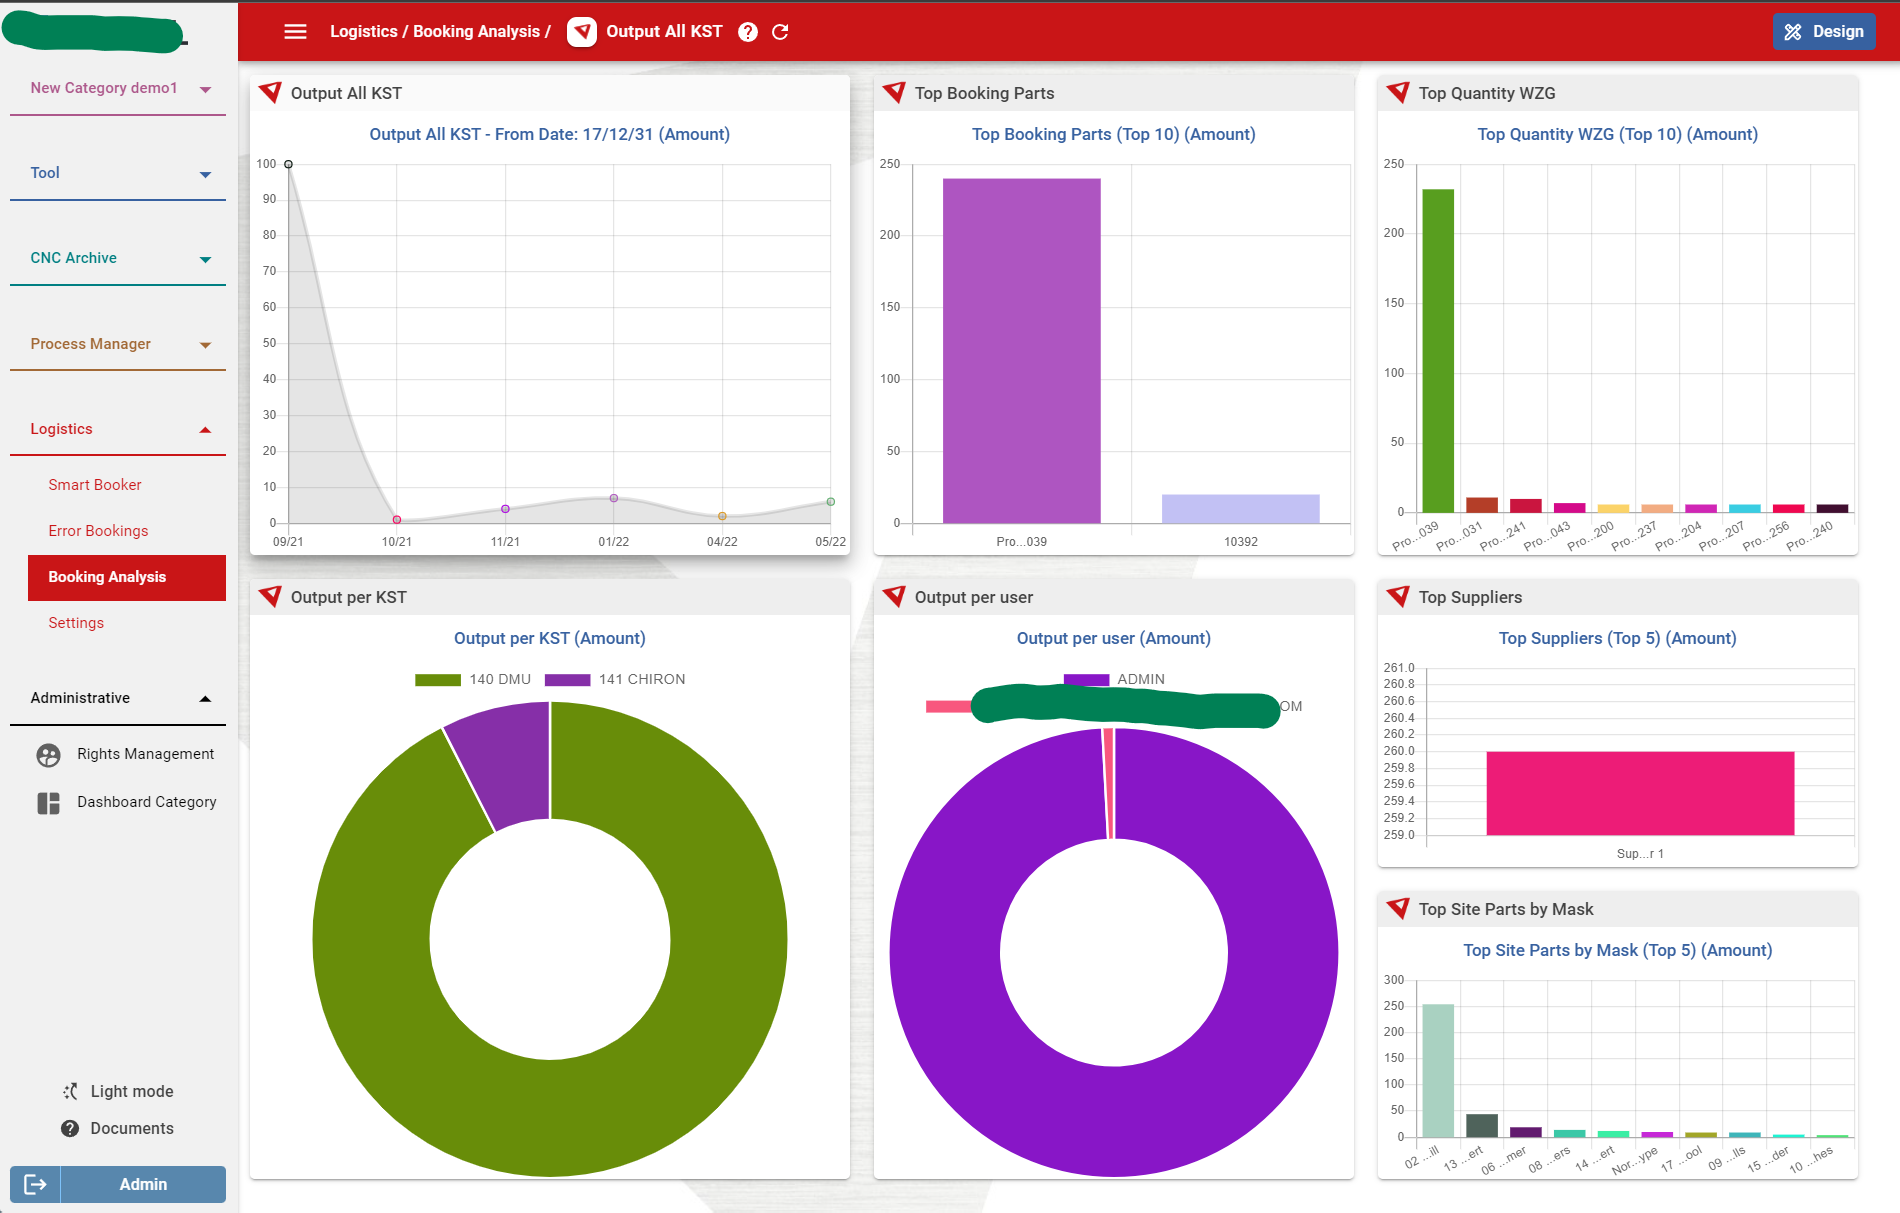 New Category demo1
Tool
CNC Archive
Process Manager
Logistics
Smart Booker
Error Bookings
Booking Analysis
Settings
Administrative
Rights Management
Dashboard Category
Light mode
Documents
Admin
Logistics / Booking Analysis / Output All KST
Design
Output All KST
Output All KST - From Date: 17/12/31 (Amount)
100
90
80
70
60
50
40
30
20
10
0
09/21 10/21 11/21 01/22 04/22 05/22
Top Booking Parts
Top Booking Parts (Top 10) (Amount)
250
200
150
100
50
0
Pro...039 10392
Top Quantity WZG
Top Quantity WZG (Top 10) (Amount)
250
200
150
100
50
0
Pro...039 Pro...031 Pro...241 Pro...043 Pro...200 Pro...237 Pro...204 Pro...207 Pro...256 Pro...240
Output per KST
Output per KST (Amount)
140 DMU 141 CHIRON
Output per user
Output per user (Amount)
ADMIN
OM
Top Suppliers
Top Suppliers (Top 5) (Amount)
261.0
260.8
260.6
260.4
260.2
260.0
259.8
259.6
259.4
259.2
259.0
Sup...r 1
Top Site Parts by Mask
Top Site Parts by Mask (Top 5) (Amount)
300
250
200
150
100
50
0
02 ...ill 13 ...ert 06 ...mer 08 ...ers 14 ...ert Nor...ype 17 ...ool 09 ...lls 15 ...der 10 ...hes